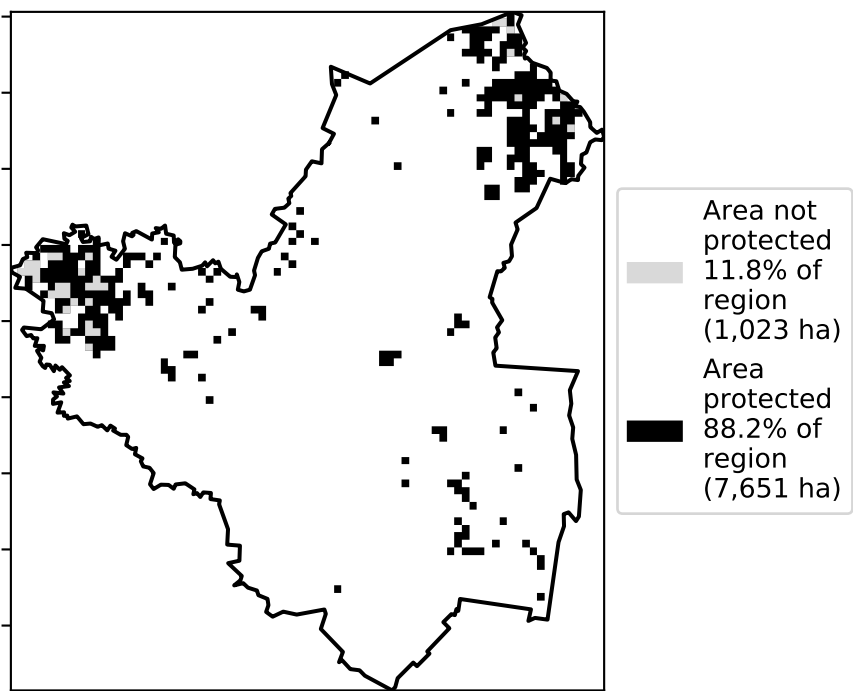 Area not
protected
11.8% of
region
(1,023 ha)
Area
protected
88.2% of
region
(7,651 ha)